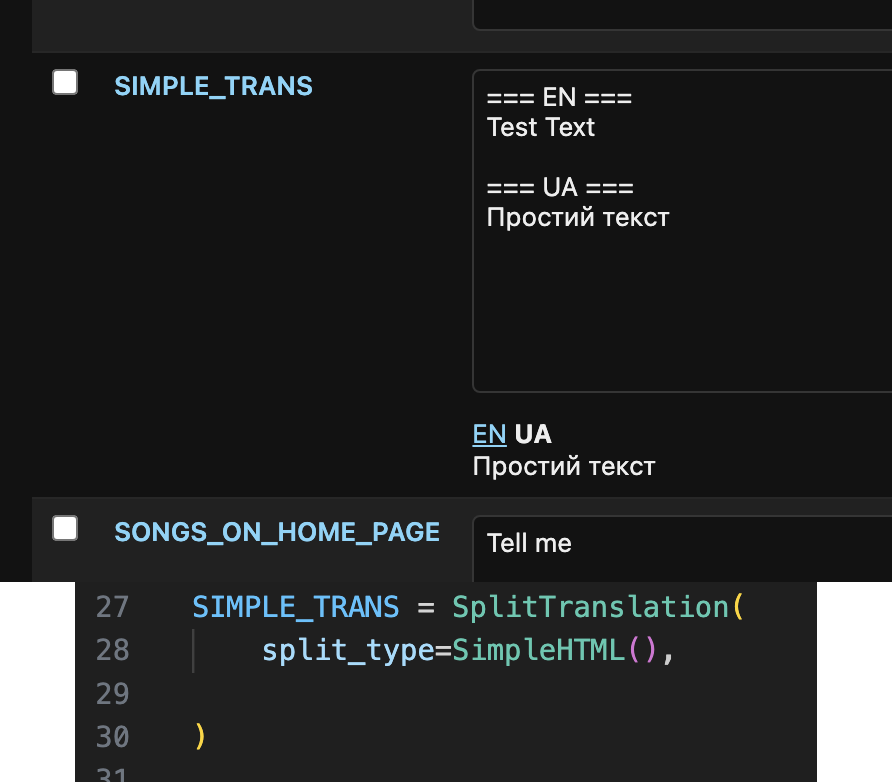 SIMPLE_TRANS
=== EN ===
Test Text
=== UA ===
Простий текст
EN UA
Простий текст
SONGS_ON_HOME_PAGE
Tell me
27 SIMPLE_TRANS = SplitTranslation(
28 split_type=SimpleHTML(),
29
30 )
31